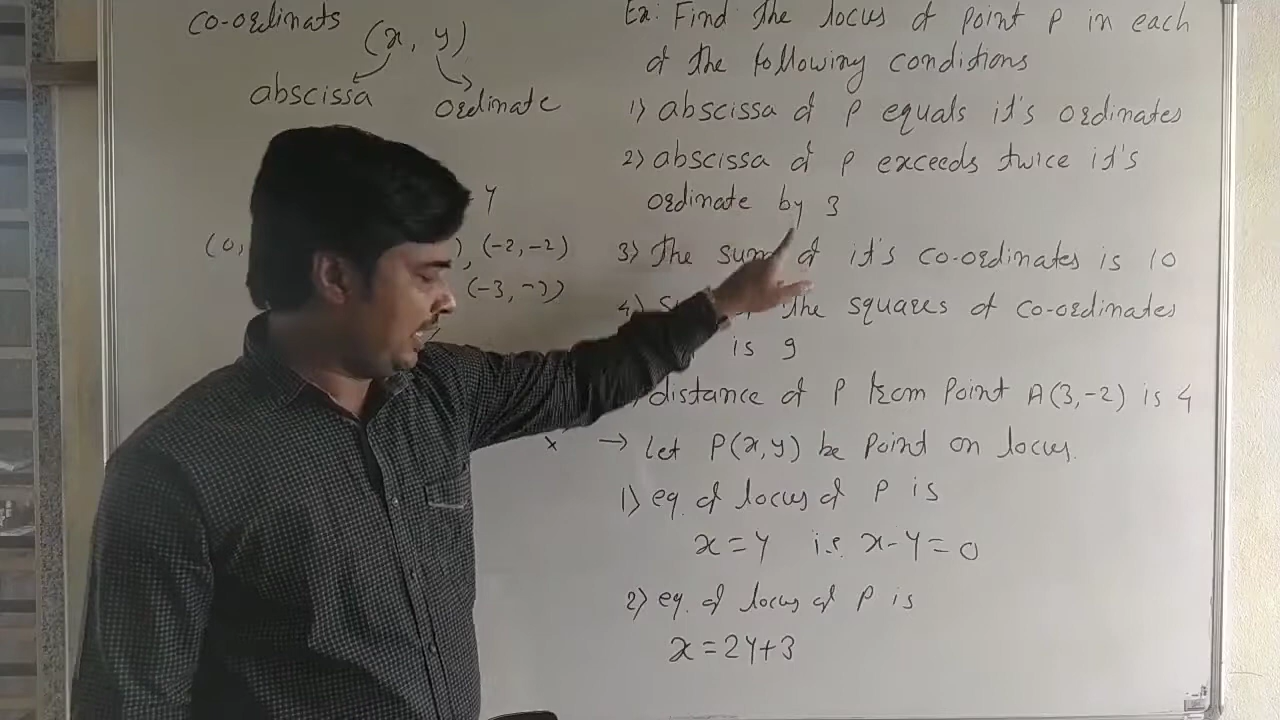 co-ordinats
(x, y)
abscissa
ordinate
y
(0,
), (-2,-2)
(-3,-3)
x
Ex: Find the locus of point P in each
of the following conditions
1) abscissa of P equals it's ordinates
2) abscissa of P exceeds twice it's
ordinate by 3
3) The sum of it's co-ordinates is 10
4) the squares of co-ordinates
is 9
distance of P from Point A(3,-2) is 4
→ Let P(x,y) be point on locus.
1) eq. of locus of P is
x=y i.e. x-y=0
2) eq. of locus of P is
x=2y+3